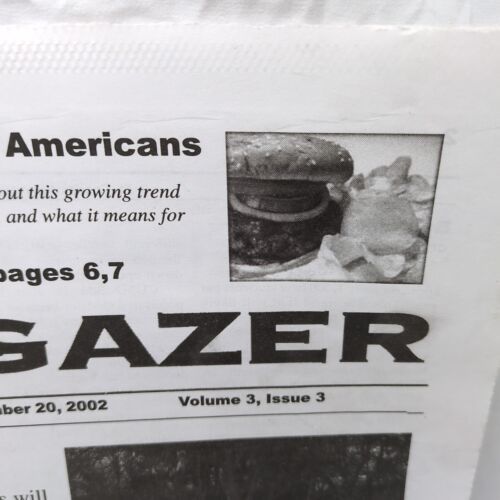 Americans
out this growing trend
and what it means for
pages 6,7
GAZER
ber 20, 2002 Volume 3, Issue 3
s will